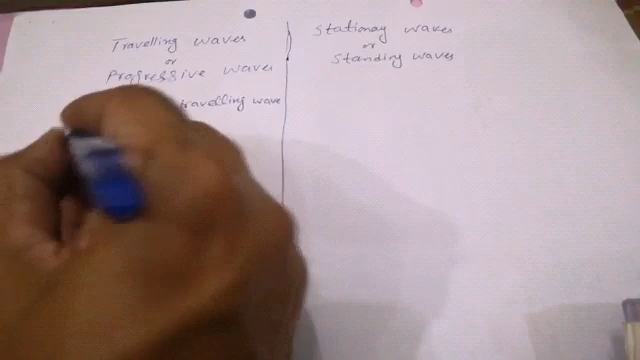 Travelling waves
or
Progressive waves
travelling wave
Stationay waves
or
Standing waves